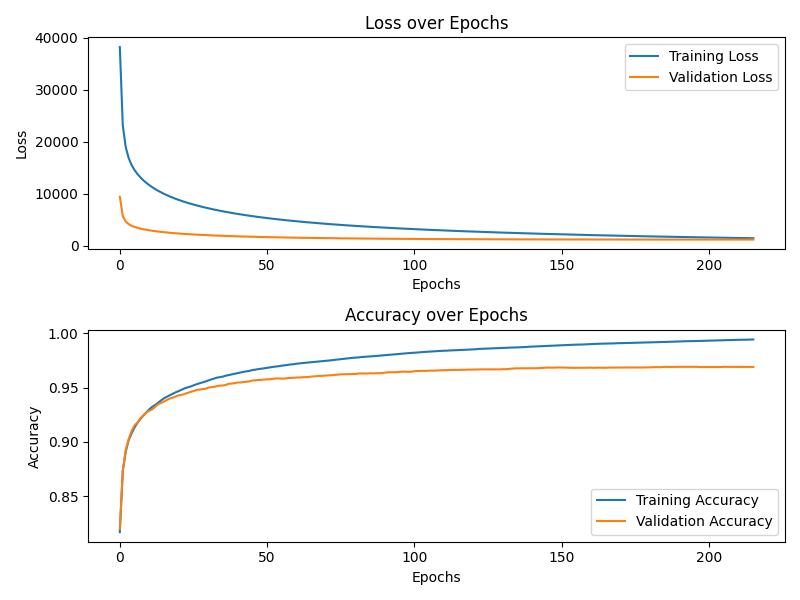 Loss over Epochs
40000
30000
20000
10000
0
Loss
Training Loss
Validation Loss
0 50 100 150 200
Epochs
Accuracy over Epochs
1.00
0.95
0.90
0.85
Accuracy
Training Accuracy
Validation Accuracy
0 50 100 150 200
Epochs